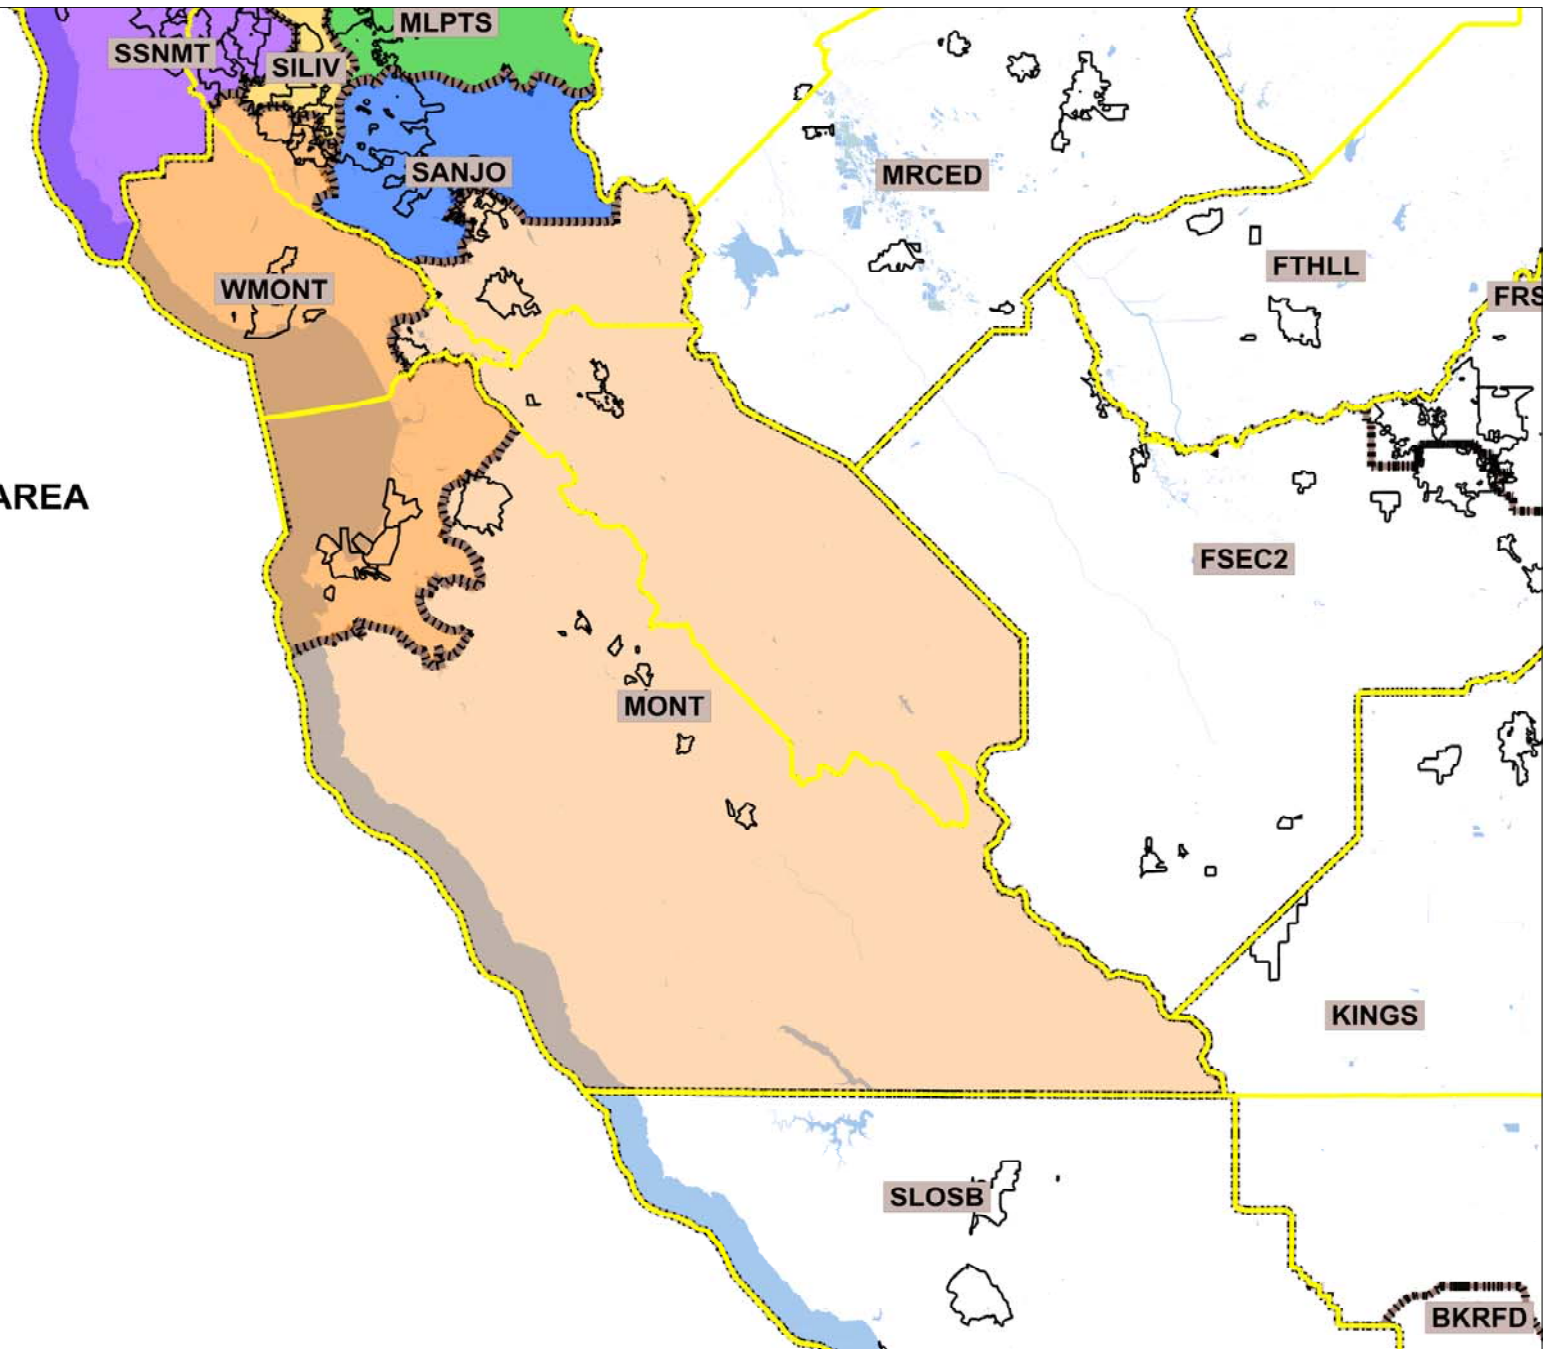 MLPTS
SSNMT
SILIV
SANJO
MRCED
FTHLL
WMONT
FRS
AREA
FSEC2
MONT
KINGS
SLOSB
BKRFD